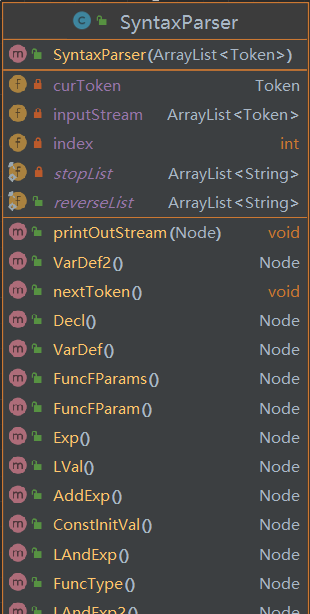 C SyntaxParser
m SyntaxParser(ArrayList<Token>)
f curToken Token
f inputStream ArrayList<Token>
f index int
f stopList ArrayList<String>
f reverseList ArrayList<String>
m printOutStream(Node) void
m VarDef2() Node
m nextToken() void
m Decl() Node
m VarDef() Node
m FuncFParams() Node
m FuncFParam() Node
m Exp() Node
m LVal() Node
m AddExp() Node
m ConstInitVal() Node
m LAndExp() Node
m FuncType() Node
m LAndExp2() Node